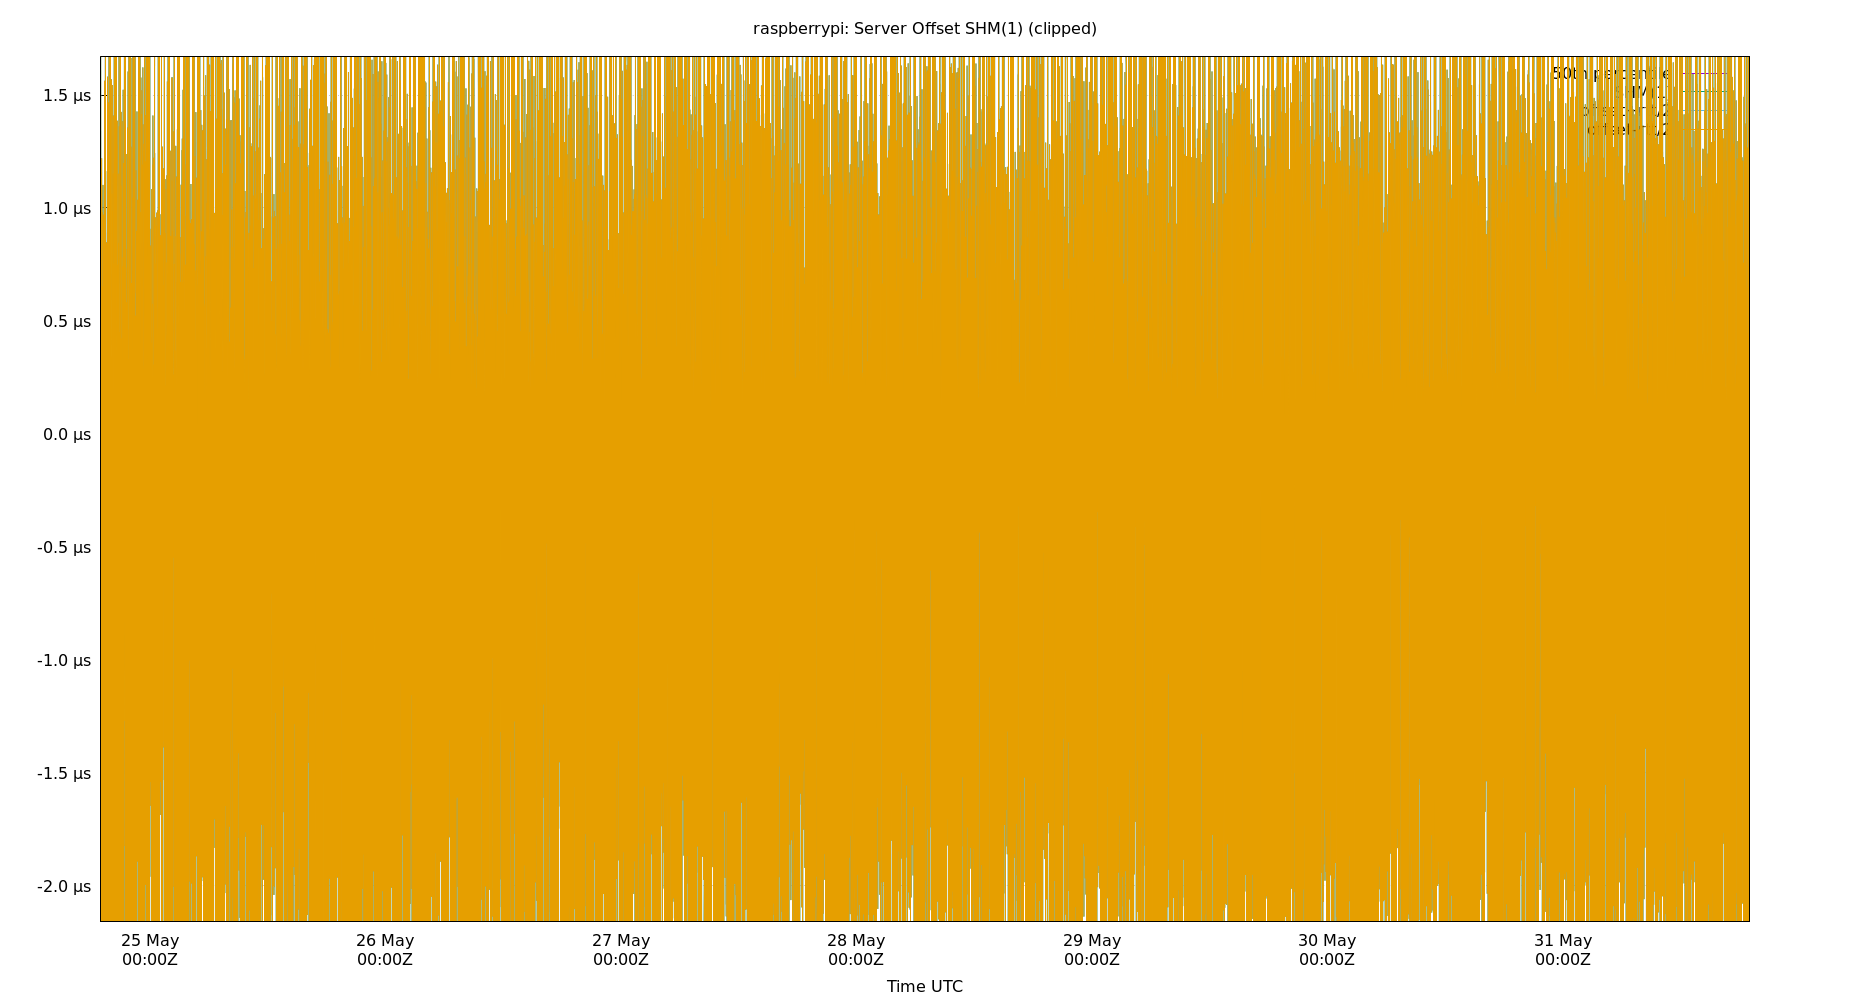 raspberrypi: Server Offset SHM(1) (clipped)
1.5 µs
1.0 µs
0.5 µs
0.0 µs
-0.5 µs
-1.0 µs
-1.5 µs
-2.0 µs
50th percentile
25 May
00:00Z
26 May
00:00Z
27 May
00:00Z
28 May
00:00Z
29 May
00:00Z
30 May
00:00Z
31 May
00:00Z
Time UTC